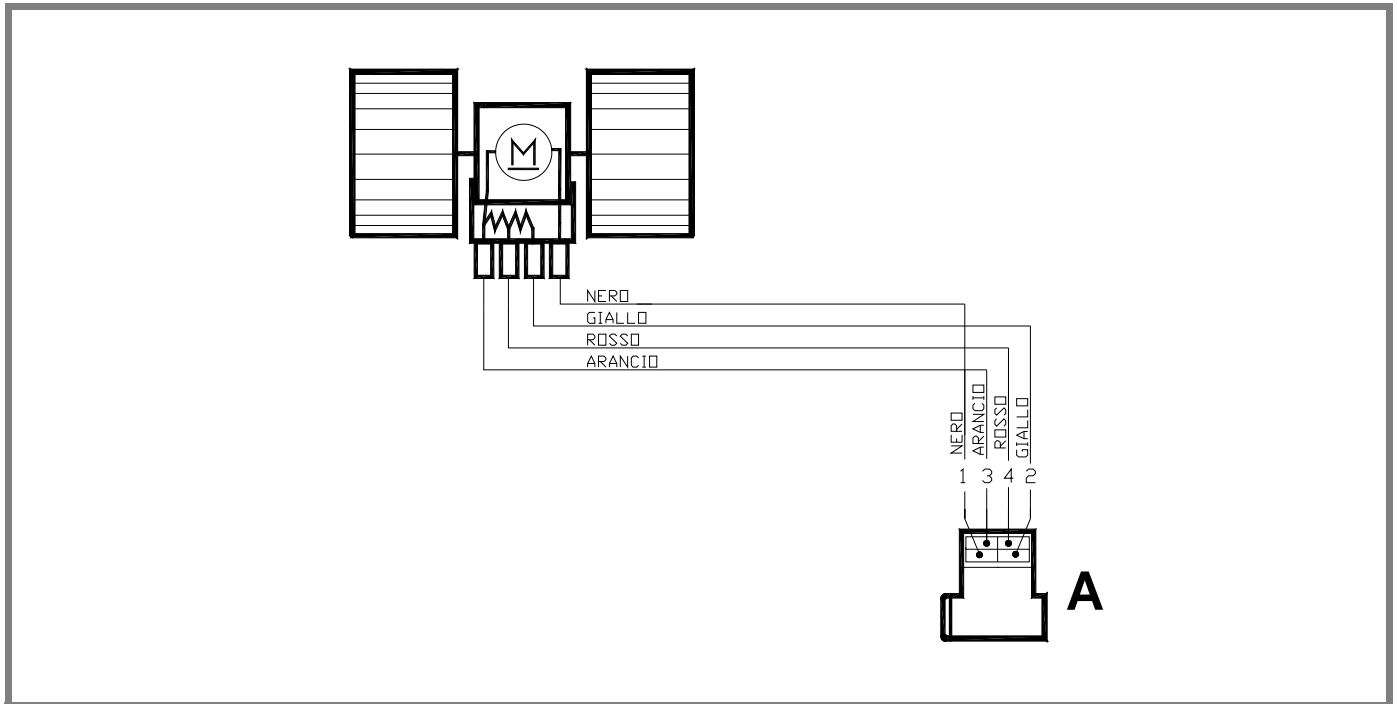 M
NERO
GIALLO
ROSSO
ARANCIO
NERO
ARANCIO
ROSSO
GIALLO
1 3 4 2
A